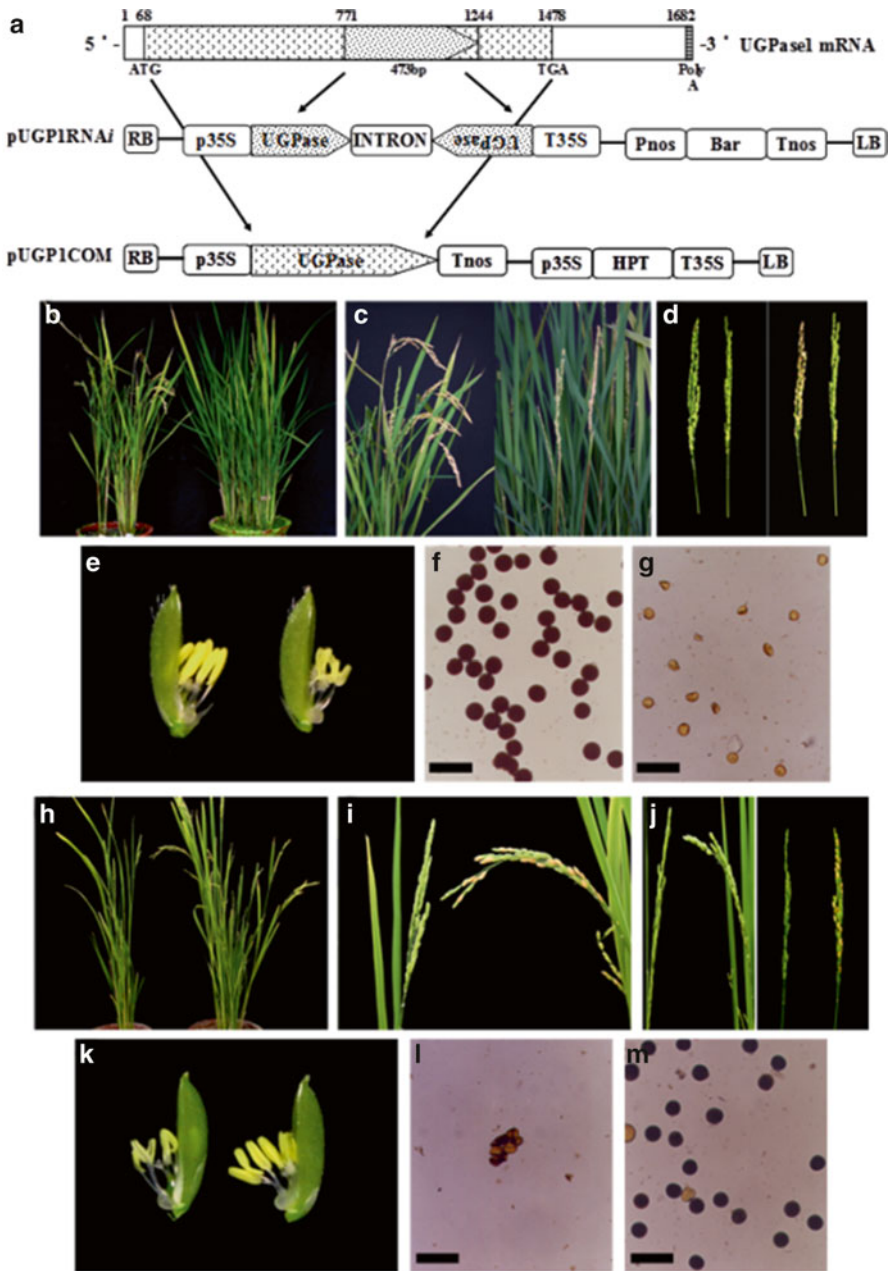 a
1 68 771 1244 1478 1682
5 ' - -3 ' UGPase1 mRNA
ATG 473bp TGA Poly
A
pUGP1RNAi RB p35S UGPase INTRON UGPase T35S Pnos Bar Tnos LB
pUGP1COM RB p35S UGPase Tnos p35S HPT T35S LB
b c d
e f g
h i j
k l m